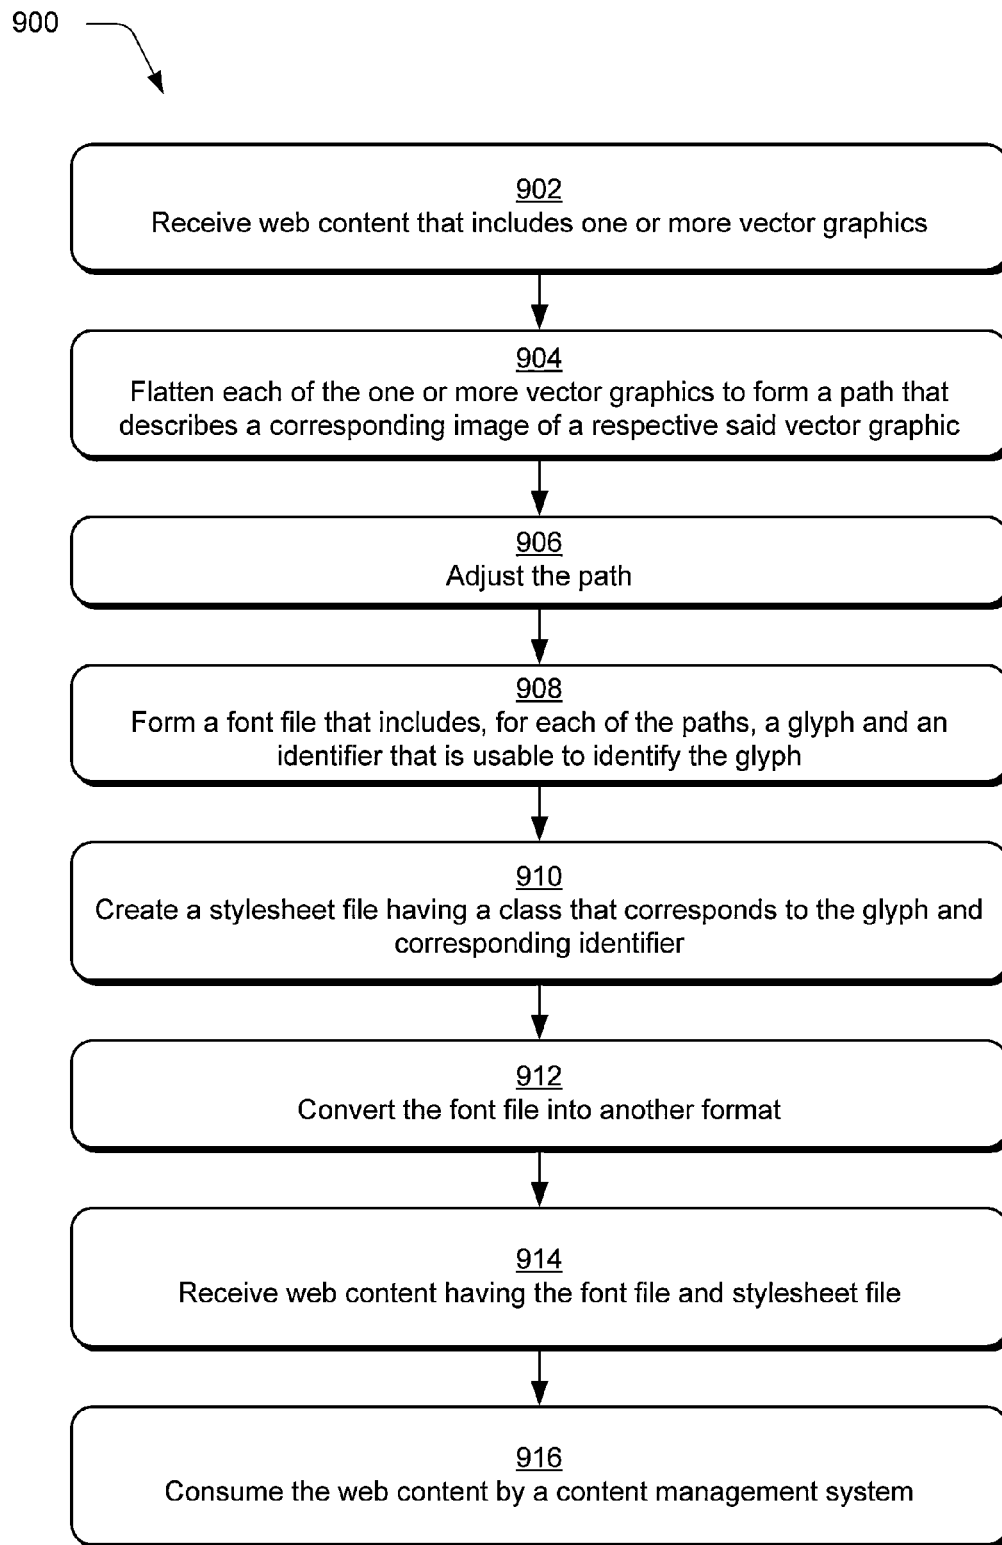 900
902
Receive web content that includes one or more vector graphics
904
Flatten each of the one or more vector graphics to form a path that
describes a corresponding image of a respective said vector graphic
906
Adjust the path
908
Form a font file that includes, for each of the paths, a glyph and an
identifier that is usable to identify the glyph
910
Create a stylesheet file having a class that corresponds to the glyph and
corresponding identifier
912
Convert the font file into another format
914
Receive web content having the font file and stylesheet file
916
Consume the web content by a content management system